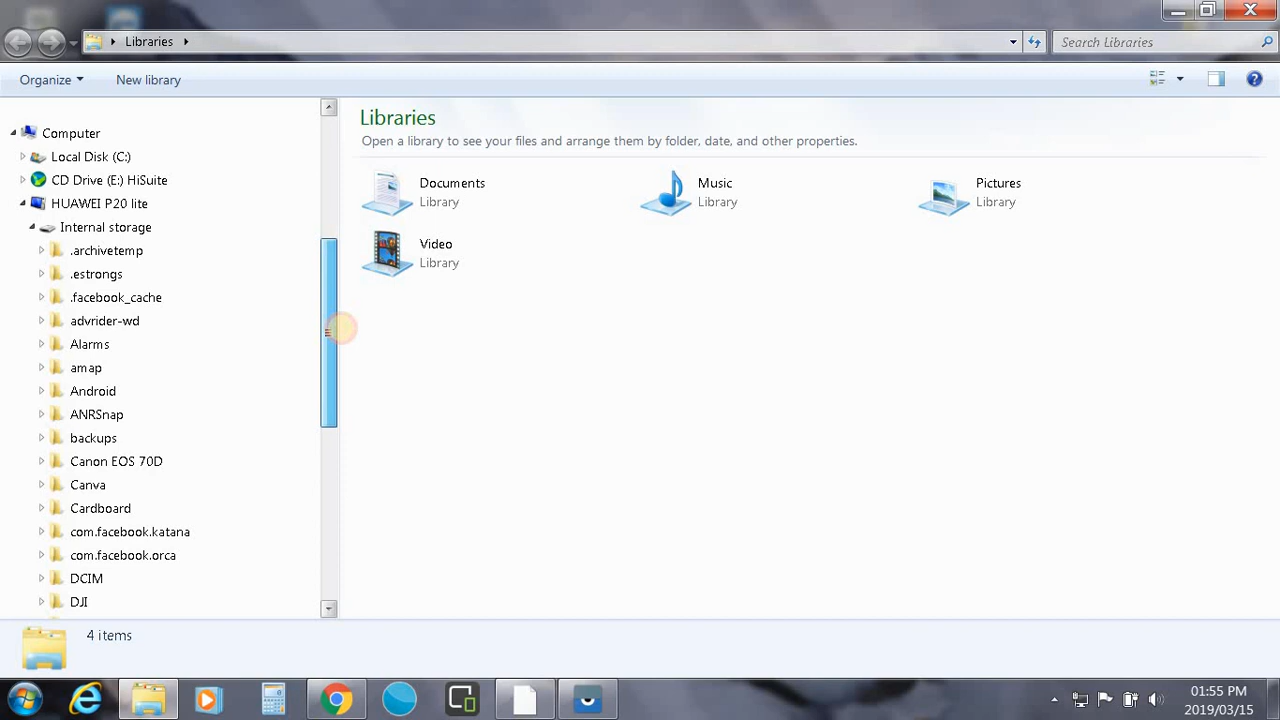 Libraries
Search Libraries
Organize
New library
Computer
Local Disk (C:)
CD Drive (E:) HiSuite
HUAWEI P20 lite
Internal storage
.archivetemp
.estrongs
.facebook_cache
advrider-wd
Alarms
amap
Android
ANRSnap
backups
Canon EOS 70D
Canva
Cardboard
com.facebook.katana
com.facebook.orca
DCIM
DJI
Libraries
Open a library to see your files and arrange them by folder, date, and other properties.
Documents
Library
Music
Library
Pictures
Library
Video
Library
4 items
01:55 PM
2019/03/15